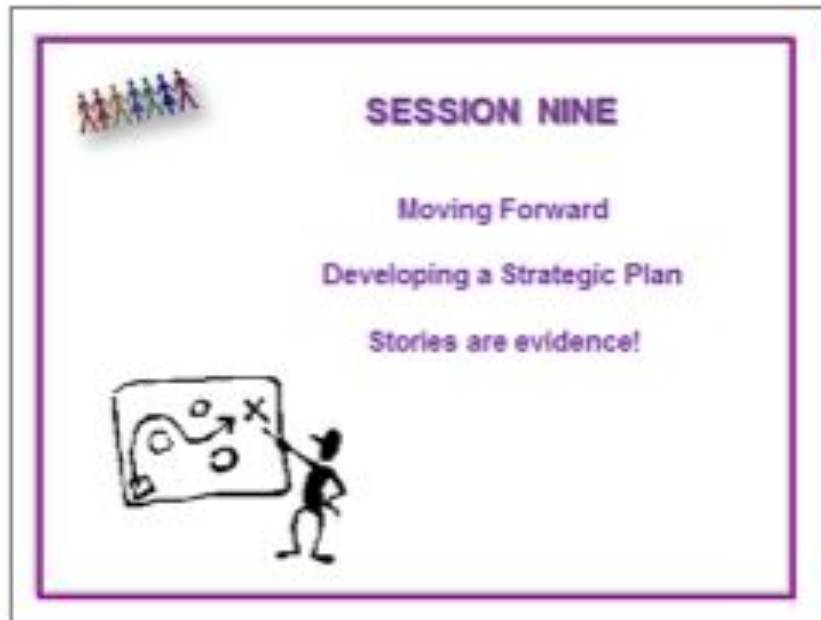 SESSION NINE
Moving Forward
Developing a Strategic Plan
Stories are evidence!